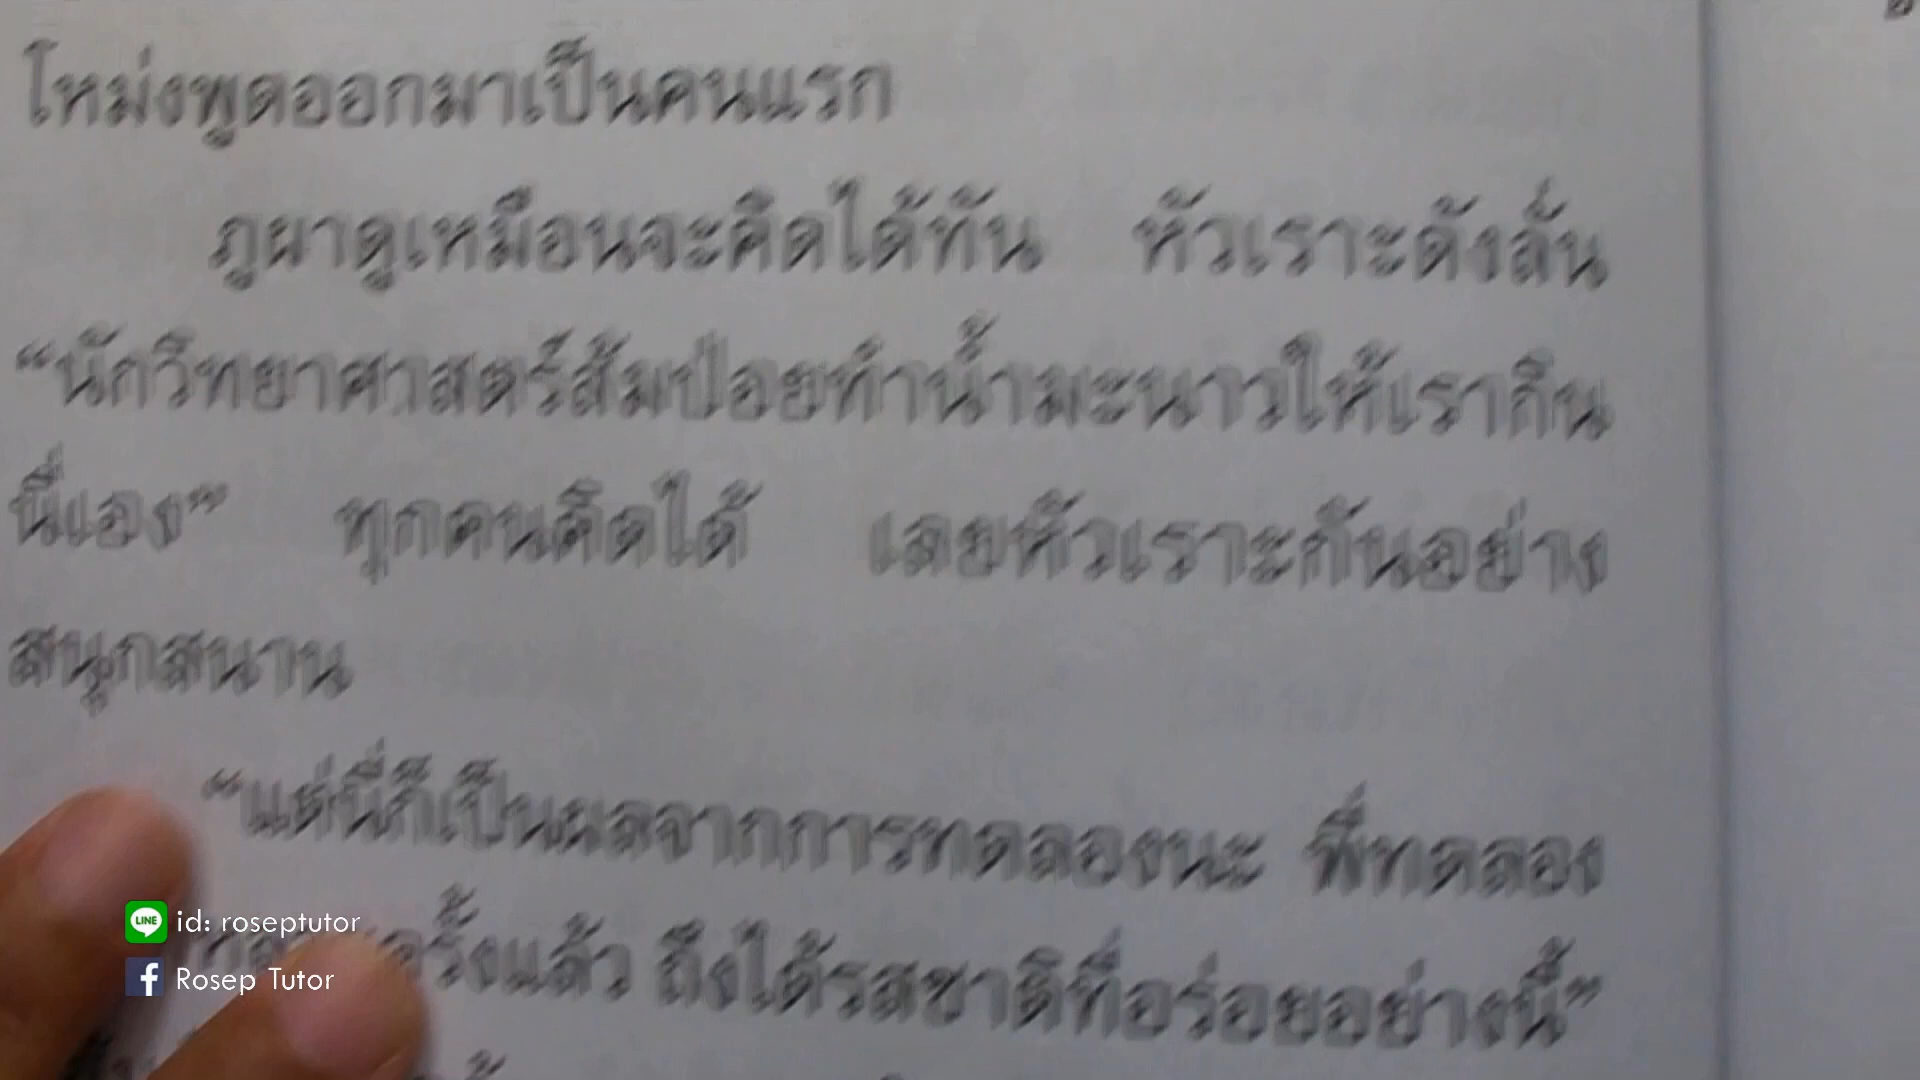 โหม่งพูดออกมาเป็นคนแรก
ภูผาดูเหมือนจะคิดได้ทัน หัวเราะดังลั่น
“นักวิทยาศาสตร์ส้มป่อยทำน้ำมะนาวให้เรากิน
นี่เอง” ทุกคนคิดได้ เลยหัวเราะกันอย่าง
สนุกสนาน
“แต่นี่ก็เป็นผลจากการทดลองนะ พี่ทดลอง
ครั้งแล้ว ถึงได้รสชาติที่อร่อยอย่างนี้”
LINE id: roseptutor
f Rosep Tutor